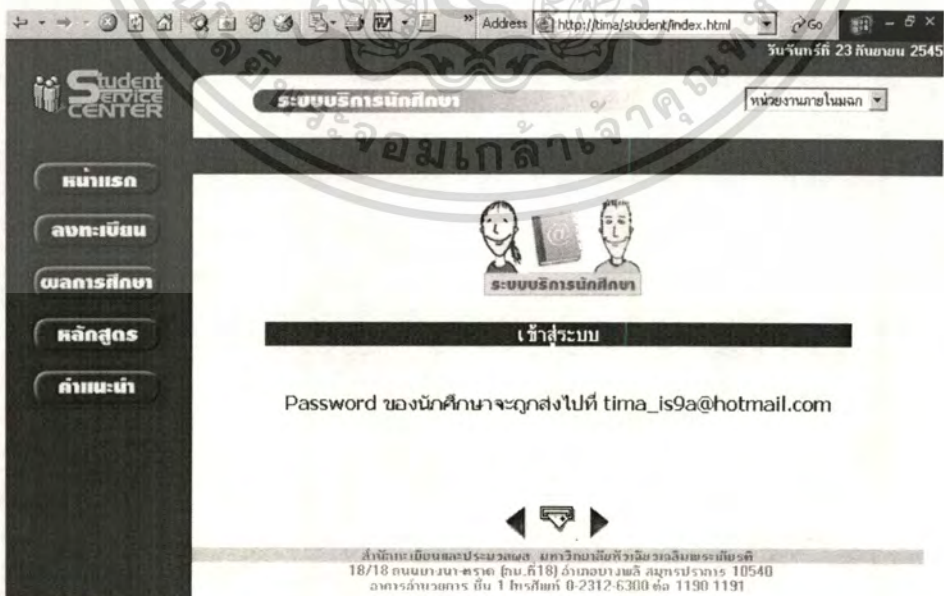 Address http://tima/student/index.html Go
วันจันทร์ที่ 23 กันยายน 2545
Student
Service
CENTER
ระบบบริการนักศึกษา
หน่วยงานภายในมฉก
จอมเกล้าเจ้าคุณ
หน้าแรก
ลงทะเบียน
ผลการศึกษา
หลักสูตร
คำแนะนำ
ระบบบริการนักศึกษา
เข้าสู่ระบบ
Password ของนักศึกษาจะถูกส่งไปที่ tima_is9a@hotmail.com
สำนักทะเบียนและประมวลผล มหาวิทยาลัยหัวเฉียวเฉลิมพระเกียรติ
18/18 ถนนบางนา-ตราด (กม.ที่18) อำเภอบางพลี สมุทรปราการ 10540
อาคารอำนวยการ ชั้น 1 โทรศัพท์ 0-2312-6300 ต่อ 1190 1191